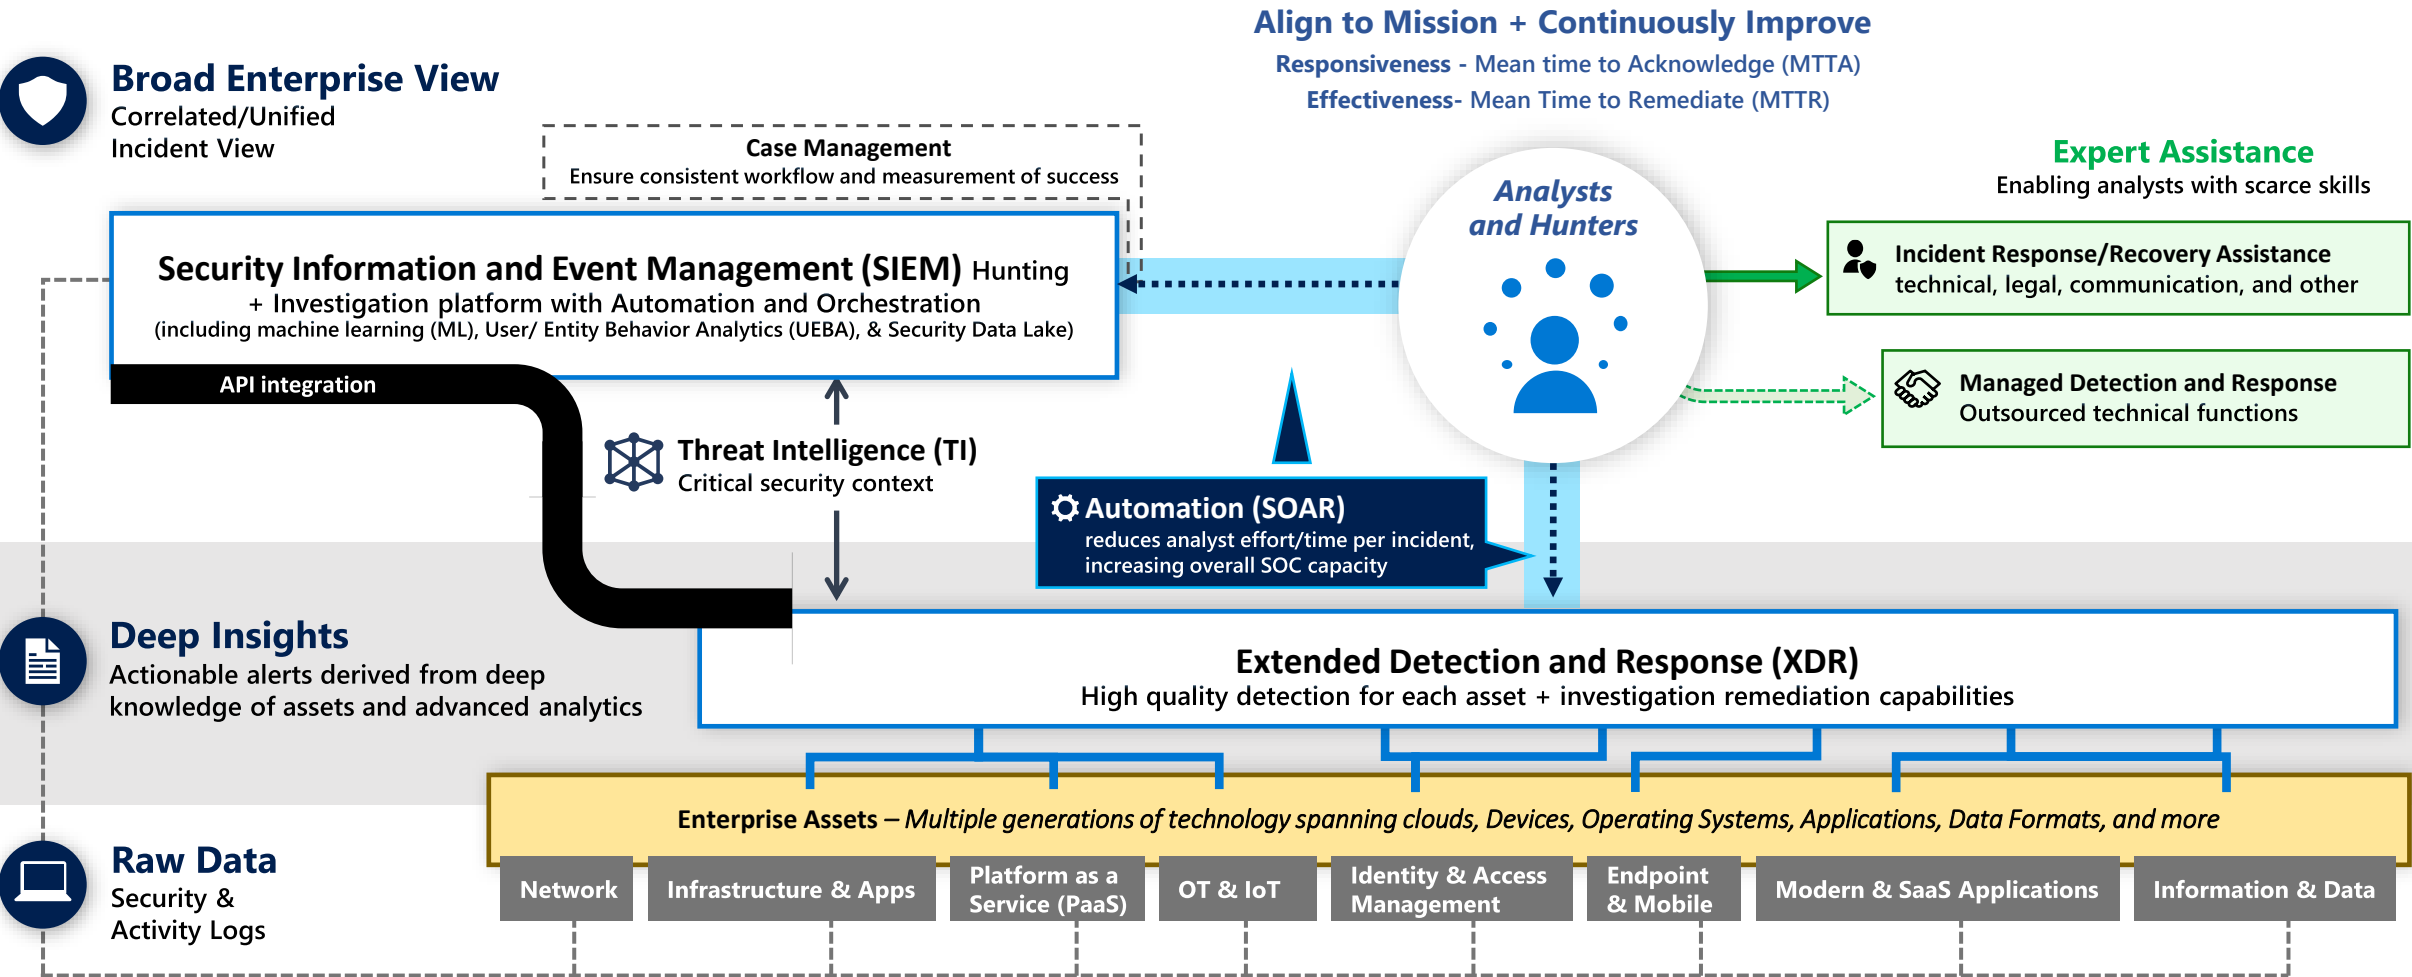 Align to Mission + Continuously Improve
Responsiveness - Mean time to Acknowledge (MTTA)
Effectiveness- Mean Time to Remediate (MTTR)
Broad Enterprise View
Correlated/Unified
Incident View
Case Management
Ensure consistent workflow and measurement of success
Analysts
and Hunters
Expert Assistance
Enabling analysts with scarce skills
Security Information and Event Management (SIEM) Hunting
+ Investigation platform with Automation and Orchestration
(including machine learning (ML), User/ Entity Behavior Analytics (UEBA), & Security Data Lake)
Incident Response/Recovery Assistance
technical, legal, communication, and other
API integration
Managed Detection and Response
Outsourced technical functions
Threat Intelligence (TI)
Critical security context
Automation (SOAR)
reduces analyst effort/time per incident,
increasing overall SOC capacity
Deep Insights
Actionable alerts derived from deep
knowledge of assets and advanced analytics
Extended Detection and Response (XDR)
High quality detection for each asset + investigation remediation capabilities
Enterprise Assets – Multiple generations of technology spanning clouds, Devices, Operating Systems, Applications, Data Formats, and more
Raw Data
Security &
Activity Logs
Network
Infrastructure & Apps
Platform as a
Service (PaaS)
OT & IoT
Identity & Access
Management
Endpoint
& Mobile
Modern & SaaS Applications
Information & Data